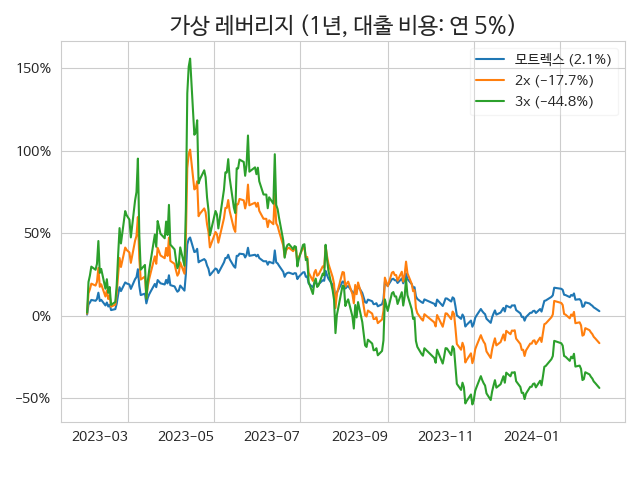 가상 레버리지 (1년, 대출 비용: 연 5%)
모트렉스 (2.1%)
2x (−17.7%)
3x (−44.8%)
150%
100%
50%
0%
−50%
2023-03 2023-05 2023-07 2023-09 2023-11 2024-01